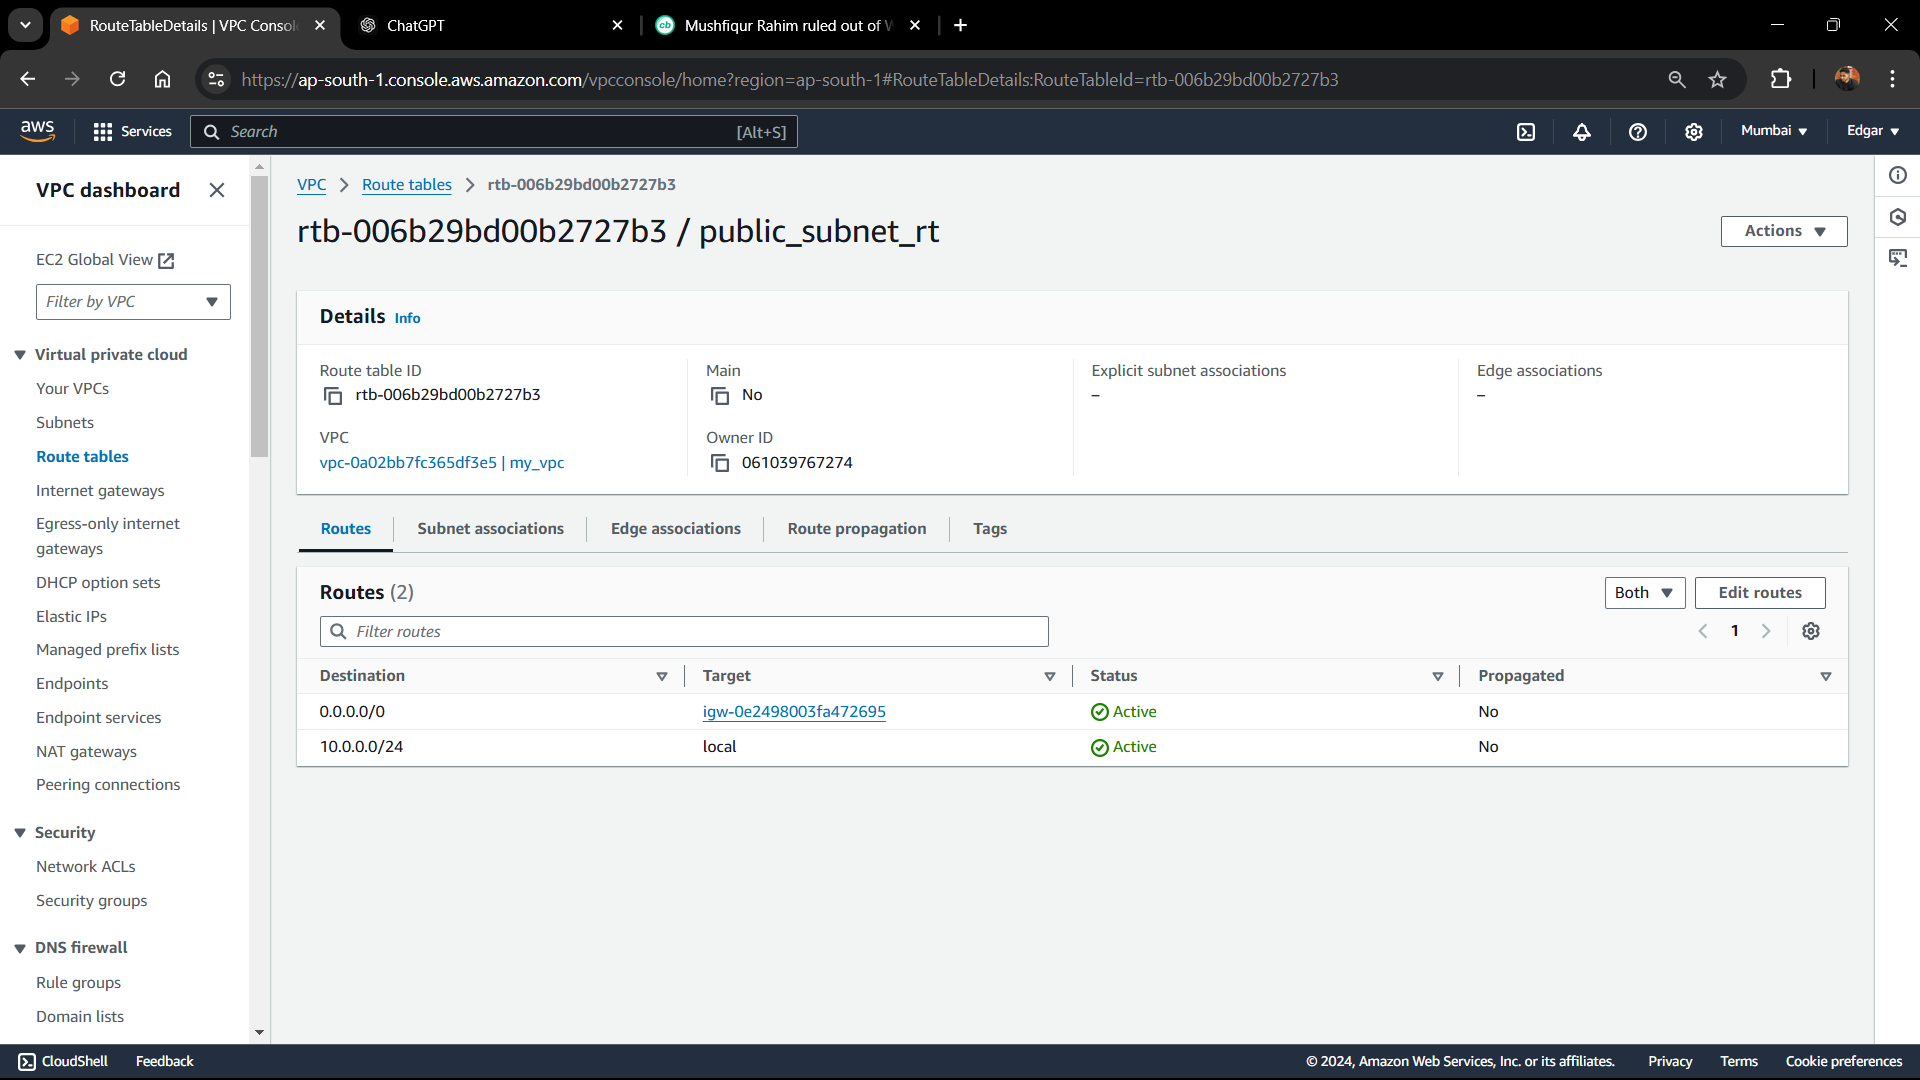 RouteTableDetails | VPC Consol
ChatGPT
cb
Mushfiqur Rahim ruled out of W
https://ap-south-1.console.aws.amazon.com/vpcconsole/home?region=ap-south-1#RouteTableDetails:RouteTableId=rtb-006b29bd00b2727b3
aws
Services
Search
[Alt+S]
Mumbai
Edgar
VPC dashboard
EC2 Global View
Filter by VPC
Virtual private cloud
Your VPCs
Subnets
Route tables
Internet gateways
Egress-only internet
gateways
DHCP option sets
Elastic IPs
Managed prefix lists
Endpoints
Endpoint services
NAT gateways
Peering connections
Security
Network ACLs
Security groups
DNS firewall
Rule groups
Domain lists
VPC
Route tables
rtb-006b29bd00b2727b3
rtb-006b29bd00b2727b3 / public_subnet_rt
Actions
Details Info
Route table ID
rtb-006b29bd00b2727b3
Main
No
Explicit subnet associations
–
Edge associations
–
VPC
vpc-0a02bb7fc365df3e5 | my_vpc
Owner ID
061039767274
Routes
Subnet associations
Edge associations
Route propagation
Tags
Routes (2)
Both
Edit routes
Filter routes
1
Destination Target Status Propagated
0.0.0.0/0 igw-0e2498003fa472695 Active No
10.0.0.0/24 local Active No
CloudShell
Feedback
© 2024, Amazon Web Services, Inc. or its affiliates.
Privacy
Terms
Cookie preferences